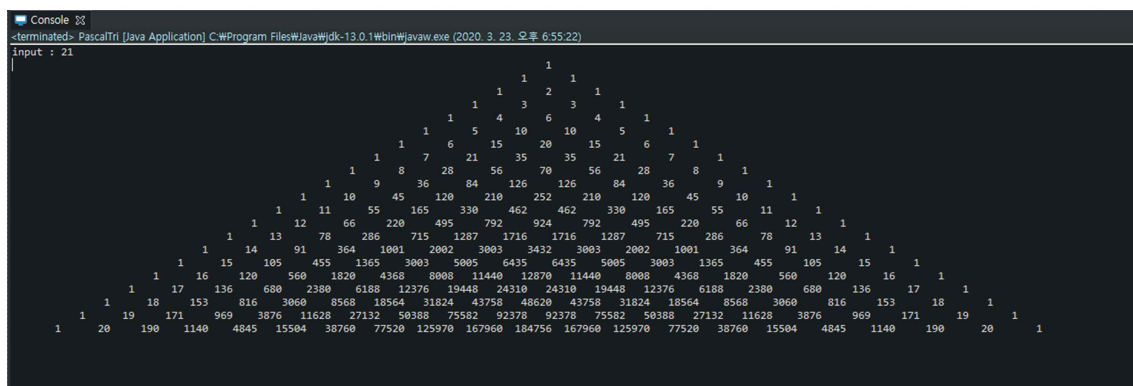 Console
<terminated> PascalTri [Java Application] C:₩Program Files₩Java₩jdk-13.0.1₩bin₩javaw.exe (2020. 3. 23. 오후 6:55:22)
input : 21
1
1 1
1 2 1
1 3 3 1
1 4 6 4 1
1 5 10 10 5 1
1 6 15 20 15 6 1
1 7 21 35 35 21 7 1
1 8 28 56 70 56 28 8 1
1 9 36 84 126 126 84 36 9 1
1 10 45 120 210 252 210 120 45 10 1
1 11 55 165 330 462 462 330 165 55 11 1
1 12 66 220 495 792 924 792 495 220 66 12 1
1 13 78 286 715 1287 1716 1716 1287 715 286 78 13 1
1 14 91 364 1001 2002 3003 3432 3003 2002 1001 364 91 14 1
1 15 105 455 1365 3003 5005 6435 6435 5005 3003 1365 455 105 15 1
1 16 120 560 1820 4368 8008 11440 12870 11440 8008 4368 1820 560 120 16 1
1 17 136 680 2380 6188 12376 19448 24310 24310 19448 12376 6188 2380 680 136 17 1
1 18 153 816 3060 8568 18564 31824 43758 48620 43758 31824 18564 8568 3060 816 153 18 1
1 19 171 969 3876 11628 27132 50388 75582 92378 92378 75582 50388 27132 11628 3876 969 171 19 1
1 20 190 1140 4845 15504 38760 77520 125970 167960 184756 167960 125970 77520 38760 15504 4845 1140 190 20 1